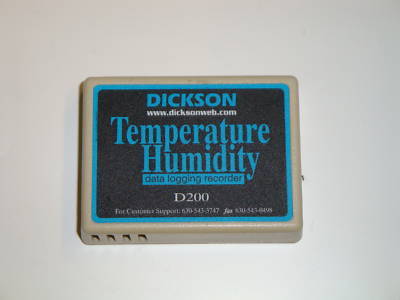 DICKSON
www.dicksonweb.com
Temperature
Humidity
data logging recorder
D200
For Customer Support: 630-543-3747 fax 630-543-0498